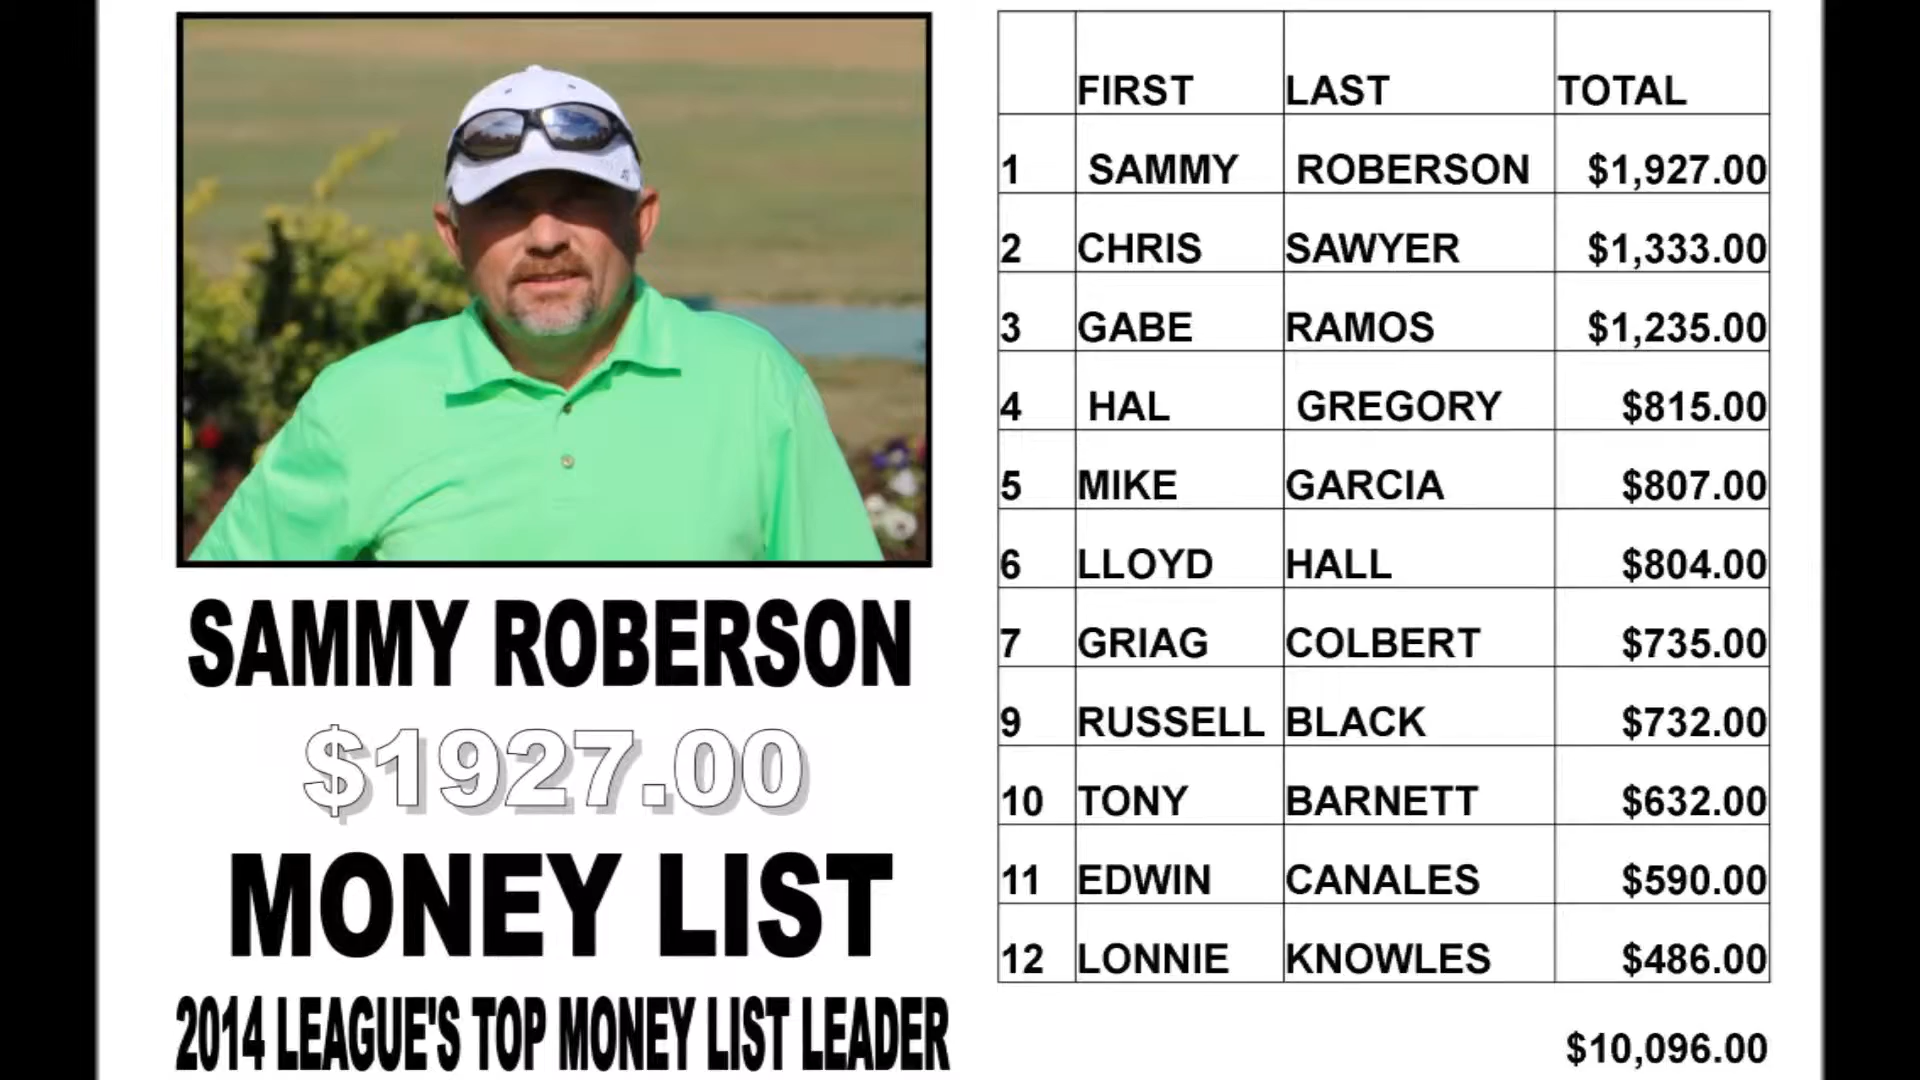 SAMMY ROBERSON
$1927.00
MONEY LIST
2014 LEAGUE'S TOP MONEY LIST LEADER
FIRST LAST TOTAL
1 SAMMY ROBERSON $1,927.00
2 CHRIS SAWYER $1,333.00
3 GABE RAMOS $1,235.00
4 HAL GREGORY $815.00
5 MIKE GARCIA $807.00
6 LLOYD HALL $804.00
7 GRIAG COLBERT $735.00
9 RUSSELL BLACK $732.00
10 TONY BARNETT $632.00
11 EDWIN CANALES $590.00
12 LONNIE KNOWLES $486.00
$10,096.00